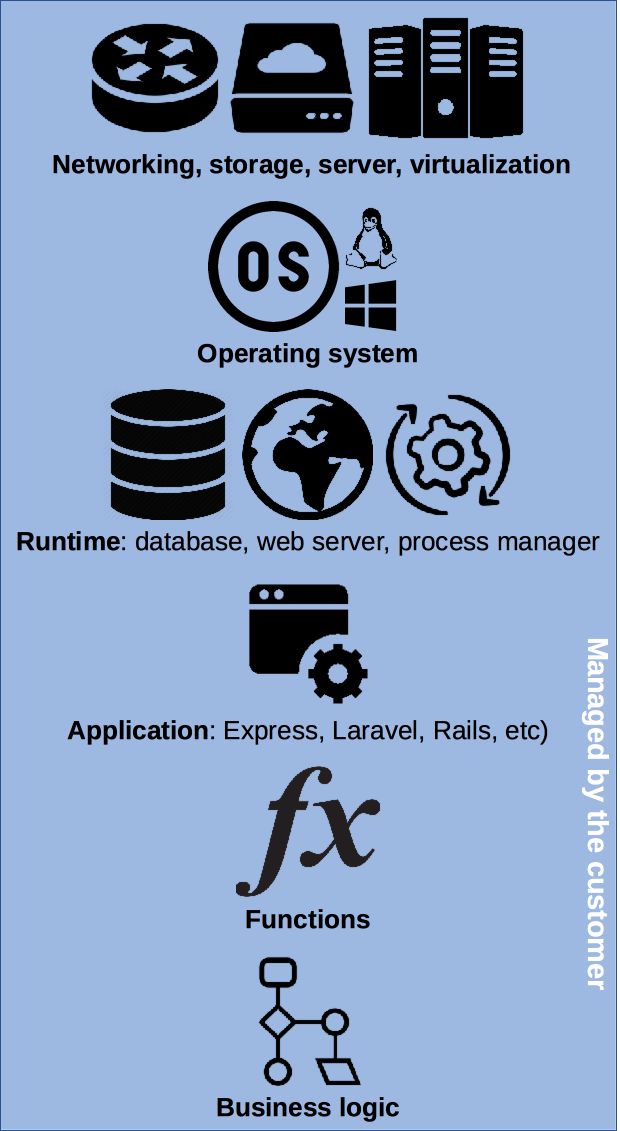 Networking, storage, server, virtualization
OS
Operating system
Runtime: database, web server, process manager
Application: Express, Laravel, Rails, etc)
fx
Functions
Business logic
Managed by the customer